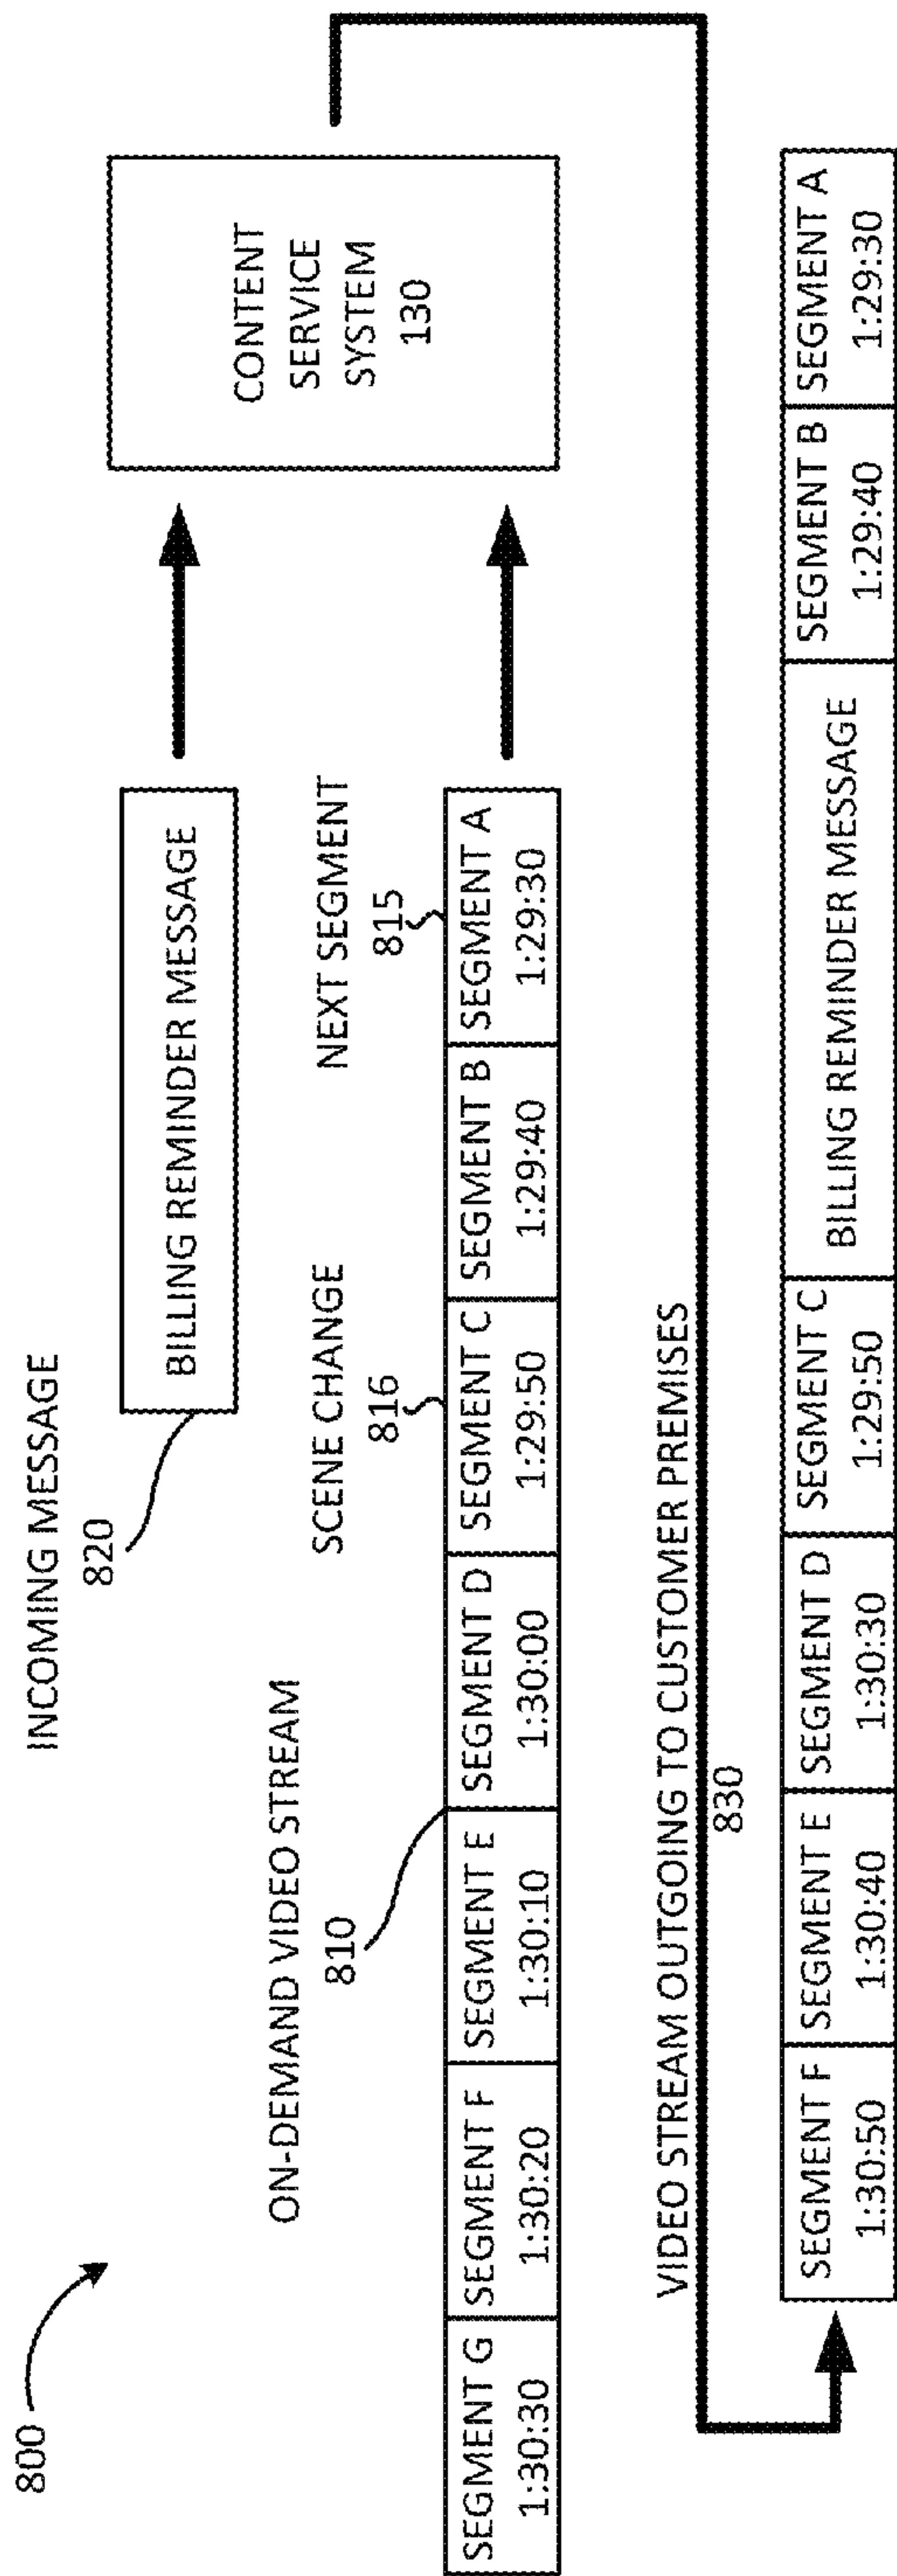 800
INCOMING MESSAGE
820
BILLING REMINDER MESSAGE
CONTENT
SERVICE
SYSTEM
130
ON-DEMAND VIDEO STREAM
810
SCENE CHANGE
816
NEXT SEGMENT
815
SEGMENT G
1:30:30
SEGMENT F
1:30:20
SEGMENT E
1:30:10
SEGMENT D
1:30:00
SEGMENT C
1:29:50
SEGMENT B
1:29:40
SEGMENT A
1:29:30
VIDEO STREAM OUTGOING TO CUSTOMER PREMISES
830
SEGMENT F
1:30:50
SEGMENT E
1:30:40
SEGMENT D
1:30:30
SEGMENT C
1:29:50
BILLING REMINDER MESSAGE
SEGMENT B
1:29:40
SEGMENT A
1:29:30